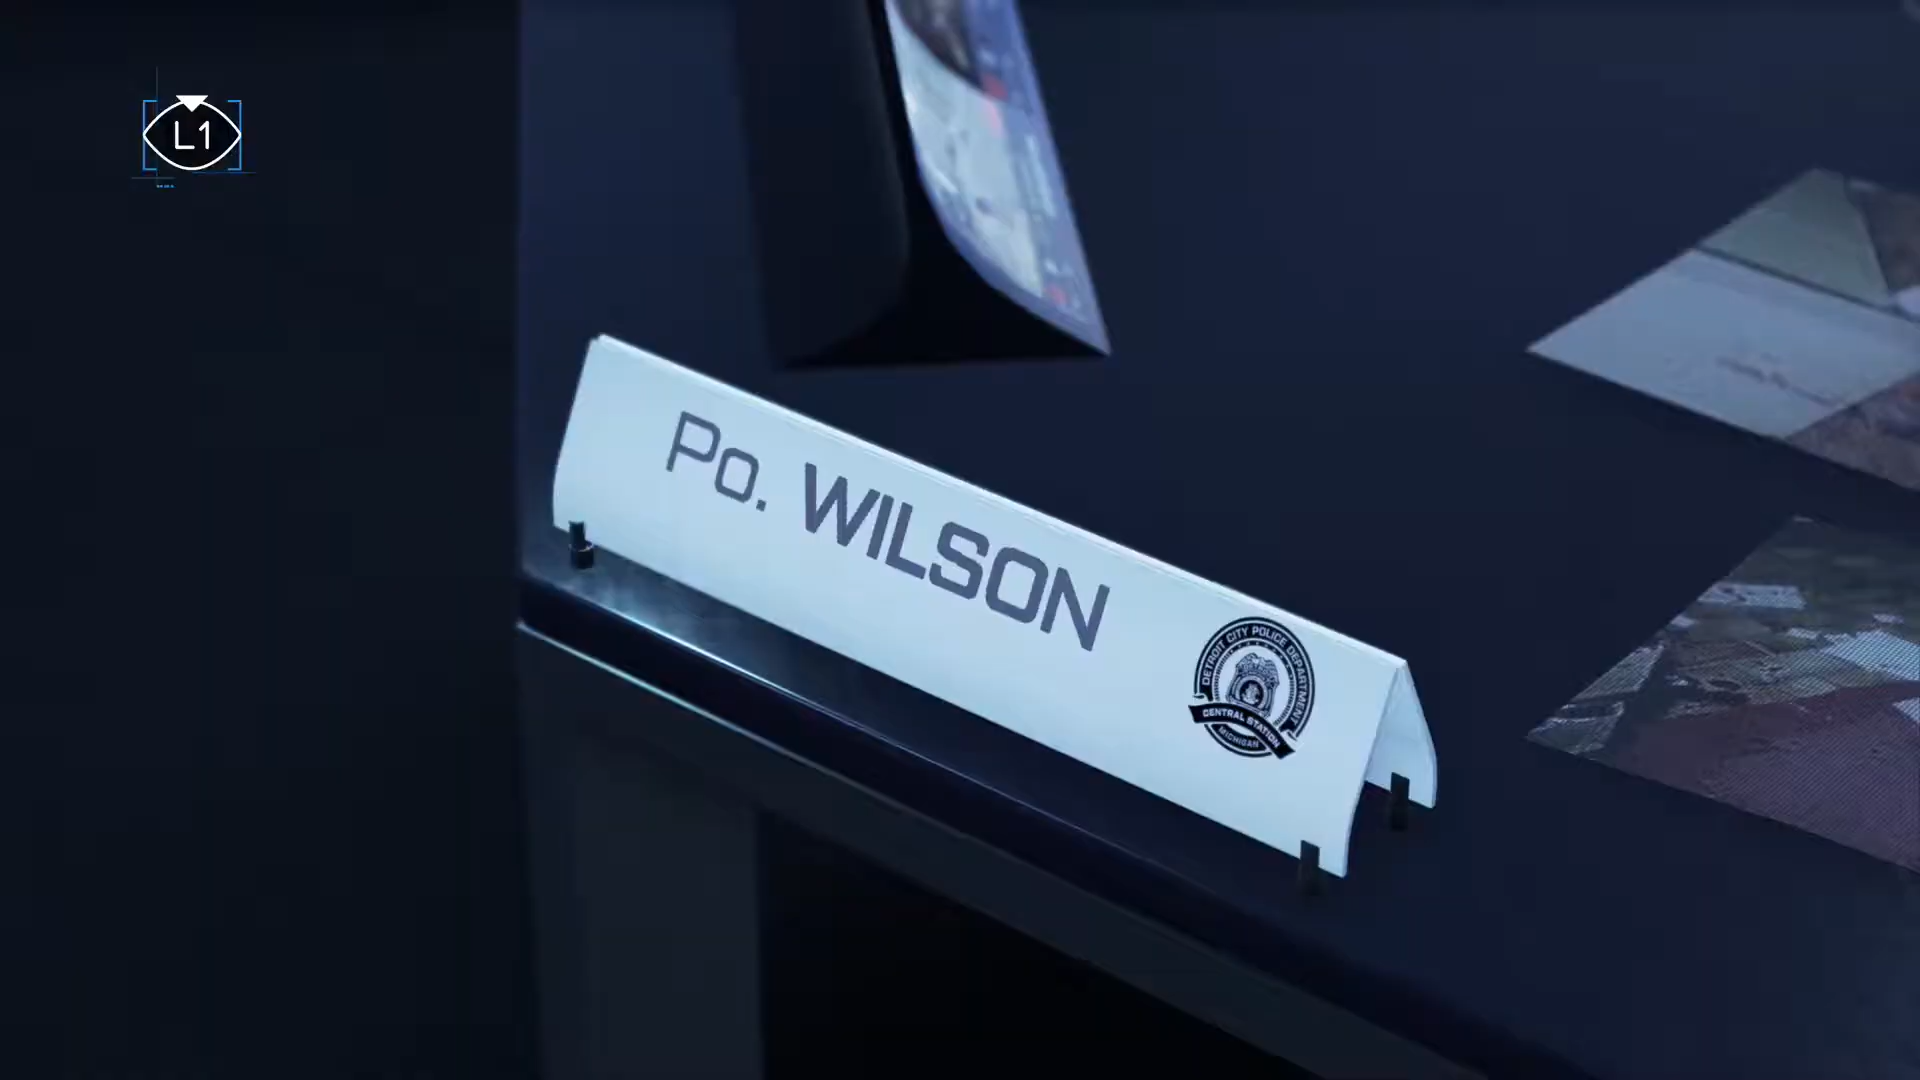 L1
Po. WILSON
DETROIT CITY POLICE DEPARTMENT
CENTRAL STATION
MICHIGAN